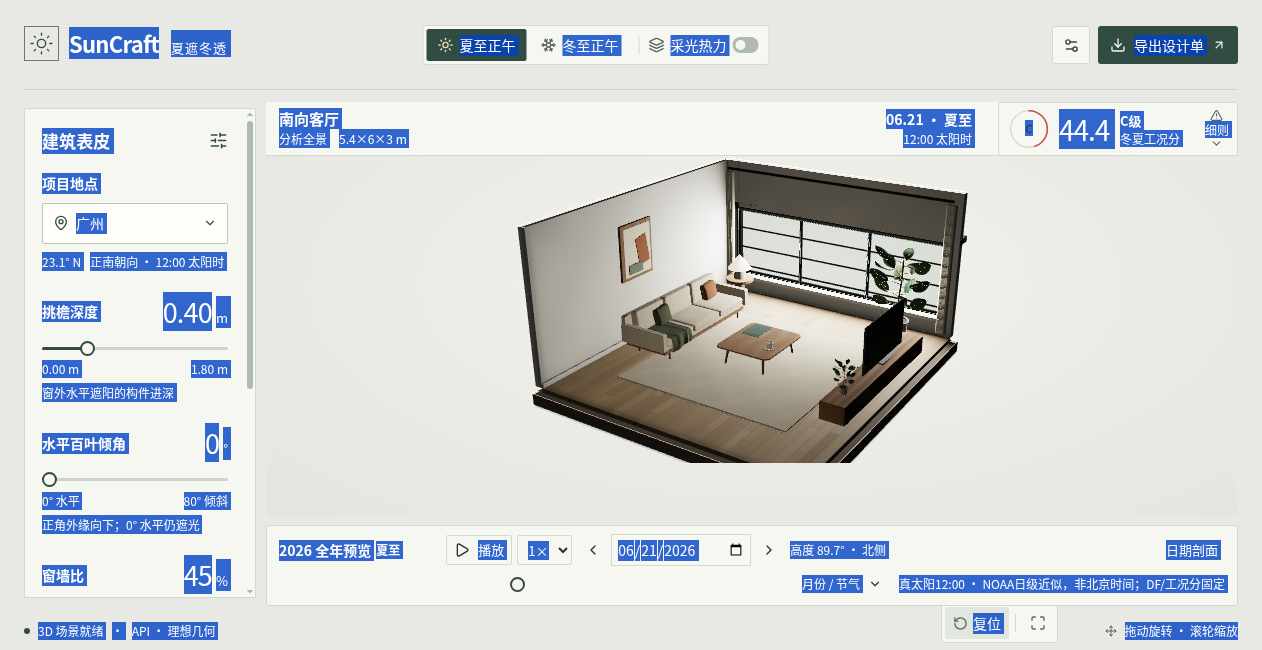 SunCraft 夏遮冬透
夏至正午 冬至正午 采光热力
导出设计单
建筑表皮
项目地点
广州
23.1° N 正南朝向 · 12:00 太阳时
挑檐深度 0.40 m
0.00 m 1.80 m
窗外水平遮阳的构件进深
水平百叶倾角 0°
0° 水平 80° 倾斜
正角外缘向下；0° 水平仍遮光
窗墙比 45 %
南向客厅
分析全景 5.4×6×3 m
06.21 · 夏至
12:00 太阳时
C 44.4 C级
冬夏工况分
细则
2026 全年预览 夏至
播放 1× 06/21/2026
高度 89.7° · 北侧
日期剖面
月份 / 节气
真太阳12:00 · NOAA日级近似，非北京时间；DF/工况分固定
3D 场景就绪 · API · 理想几何
复位
拖动旋转 · 滚轮缩放